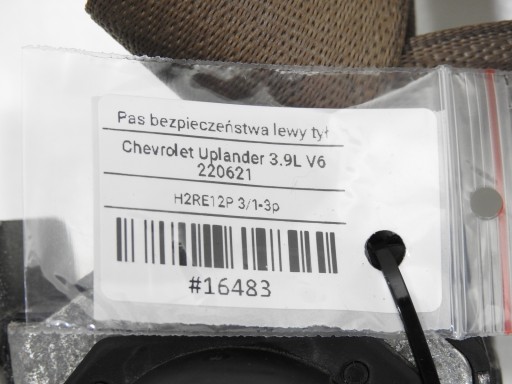 Pas bezpieczeństwa lewy tył
Chevrolet Uplander 3.9L V6
220621
H2RE12P 3/1-3p
#16483